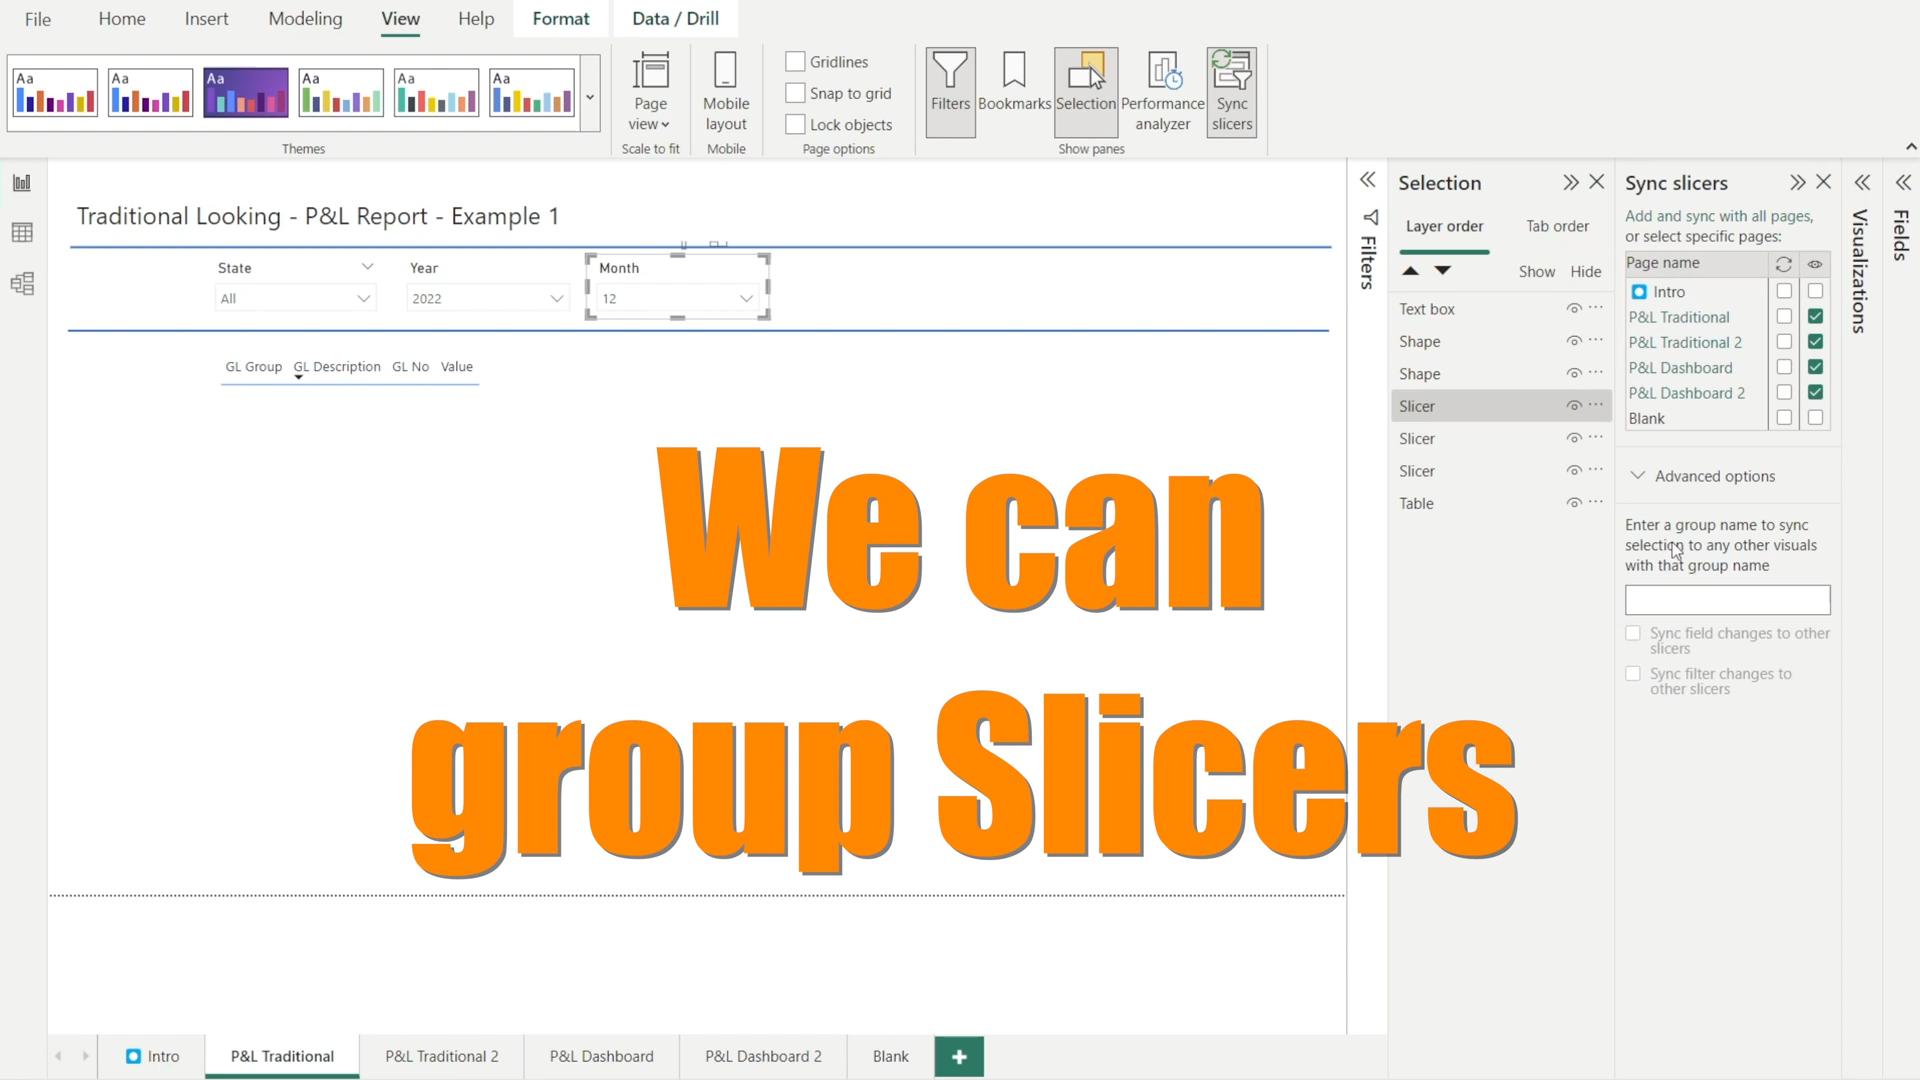 File Home Insert Modeling View Help Format Data / Drill
Aa Aa Aa Aa Aa Aa
Page view
Mobile layout
Gridlines
Snap to grid
Lock objects
Filters
Bookmarks
Selection
Performance analyzer
Sync slicers
Themes Scale to fit Mobile Page options Show panes
Traditional Looking - P&L Report - Example 1
State Year Month
All 2022 12
GL Group GL Description GL No Value
We can
group Slicers
Filters
Selection
Layer order Tab order
Show Hide
Text box
Shape
Shape
Slicer
Slicer
Slicer
Table
Sync slicers
Add and sync with all pages,
or select specific pages:
Page name
Intro
P&L Traditional
P&L Traditional 2
P&L Dashboard
P&L Dashboard 2
Blank
Advanced options
Enter a group name to sync
selection to any other visuals
with that group name
Sync field changes to other
slicers
Sync filter changes to
other slicers
Visualizations
Fields
Intro P&L Traditional P&L Traditional 2 P&L Dashboard P&L Dashboard 2 Blank